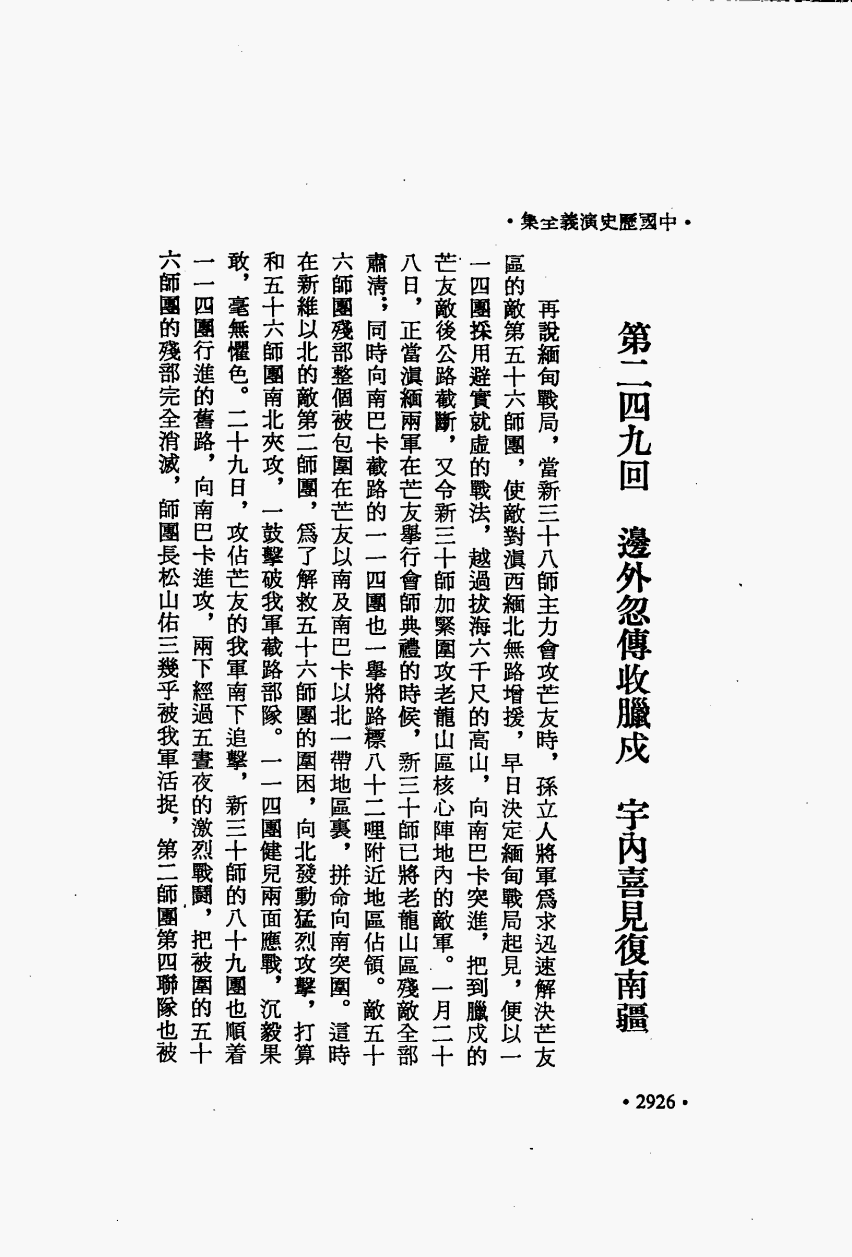 •中國歷史演義全集•
第二四九回　邊外忽傳收臘戍　宇內喜見復南疆
再說緬甸戰局，當新三十八師主力會攻芒友時，孫立人將軍爲求迅速解決芒友
區的敵第五十六師團，使敵對滇西緬北無路增援，早日決定緬甸戰局起見，便以一
一四團採用避實就虛的戰法，越過拔海六千尺的高山，向南巴卡突進，把到臘戍的
芒友敵後公路截斷，又令新三十師加緊圍攻老龍山區核心陣地內的敵軍。一月二十
八日，正當滇緬兩軍在芒友舉行會師典禮的時候，新三十師已將老龍山區殘敵全部
肅清；同時向南巴卡截路的一一四團也一舉將路標八十二哩附近地區佔領。敵五十
六師團殘部整個被包圍在芒友以南及南巴卡以北一帶地區裏，拼命向南突圍。這時
在新維以北的敵第二師團，爲了解救五十六師團的圍困，向北發動猛烈攻擊，打算
和五十六師團南北夾攻，一鼓擊破我軍截路部隊。一一四團健兒兩面應戰，沉毅果
敢，毫無懼色。二十九日，攻佔芒友的我軍南下追擊，新三十師的八十九團也順着
一一四團行進的舊路，向南巴卡進攻，兩下經過五晝夜的激烈戰鬪，把被圍的五十
六師團的殘部完全消滅，師團長松山佑三幾乎被我軍活捉，第二師團第四聯隊也被
•2926•